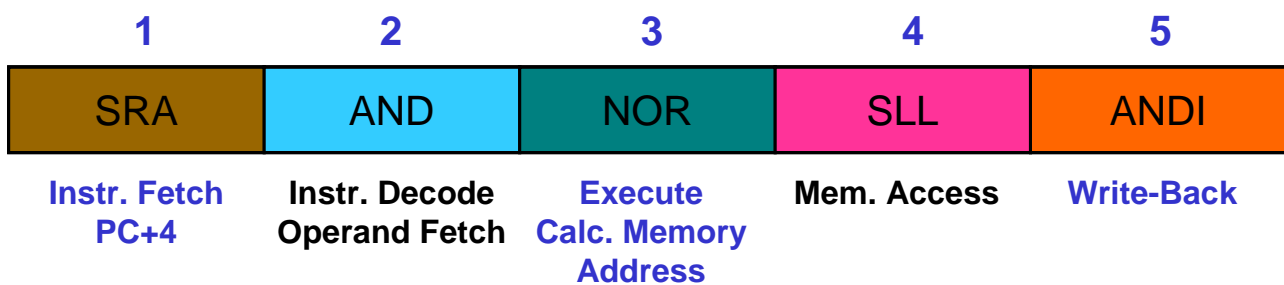 1 2 3 4 5
SRA AND NOR SLL ANDI
Instr. Fetch Instr. Decode Execute Mem. Access Write-Back
PC+4 Operand Fetch Calc. Memory
Address